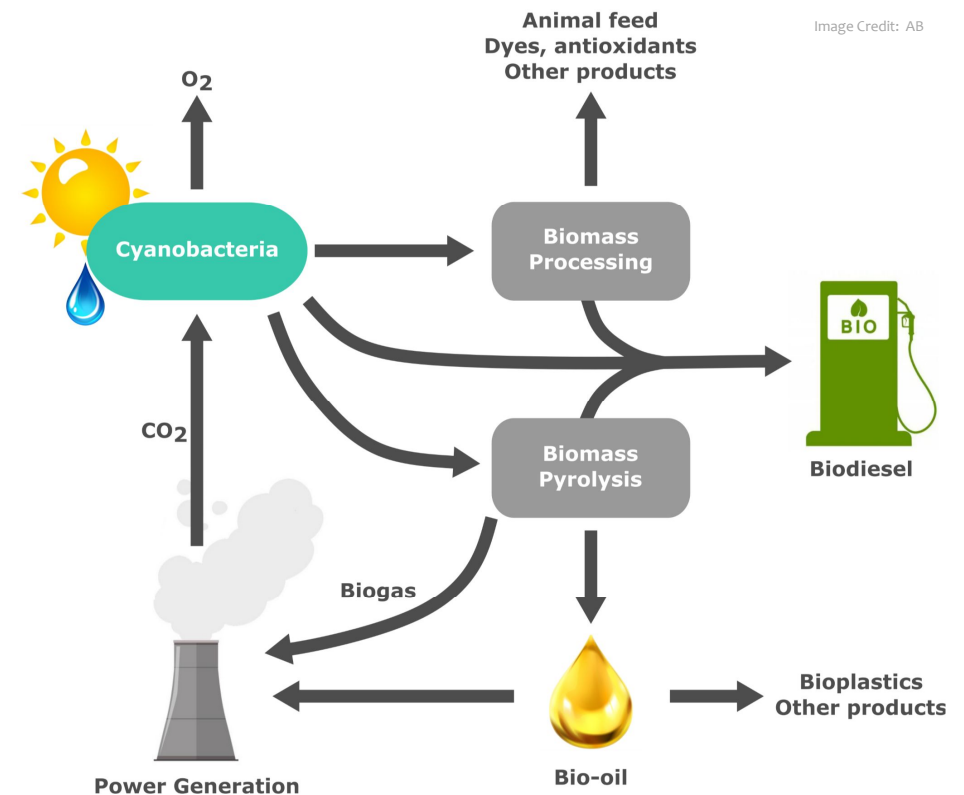 Image Credit: AB
Animal feed
Dyes, antioxidants
Other products
O2
Cyanobacteria
Biomass
Processing
BIO
CO2
Biomass
Pyrolysis
Biodiesel
Biogas
Bioplastics
Other products
Bio-oil
Power Generation